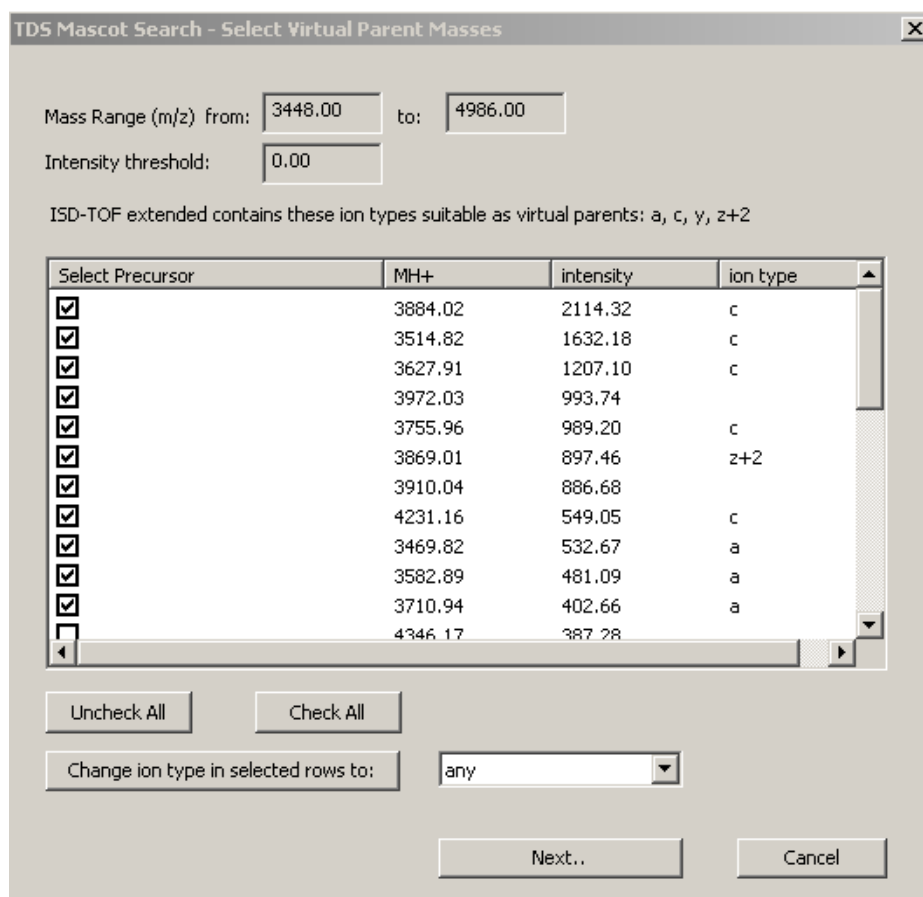 TDS Mascot Search - Select Virtual Parent Masses
Mass Range (m/z) from: 3448.00 to: 4986.00
Intensity threshold: 0.00
ISD-TOF extended contains these ion types suitable as virtual parents: a, c, y, z+2
Select Precursor MH+ intensity ion type
3884.02 2114.32 c
3514.82 1632.18 c
3627.91 1207.10 c
3972.03 993.74
3755.96 989.20 c
3869.01 897.46 z+2
3910.04 886.68
4231.16 549.05 c
3469.82 532.67 a
3582.89 481.09 a
3710.94 402.66 a
4346.17 387.28
Uncheck All Check All
Change ion type in selected rows to: any
Next.. Cancel